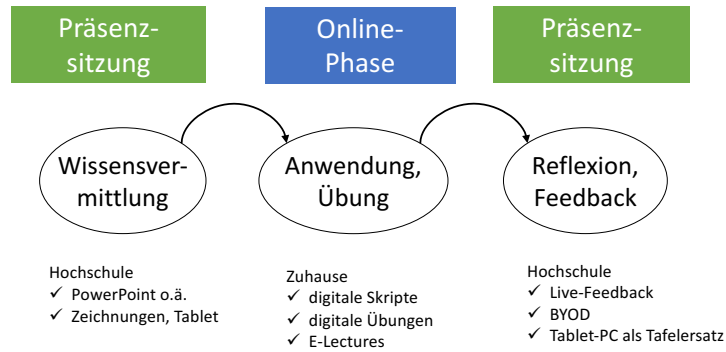 Präsenz-
sitzung
Online-
Phase
Präsenz-
sitzung
Wissensver-
mittlung
Anwendung,
Übung
Reflexion,
Feedback
Hochschule
✓ PowerPoint o.ä.
✓ Zeichnungen, Tablet
Zuhause
✓ digitale Skripte
✓ digitale Übungen
✓ E-Lectures
Hochschule
✓ Live-Feedback
✓ BYOD
✓ Tablet-PC als Tafelersatz